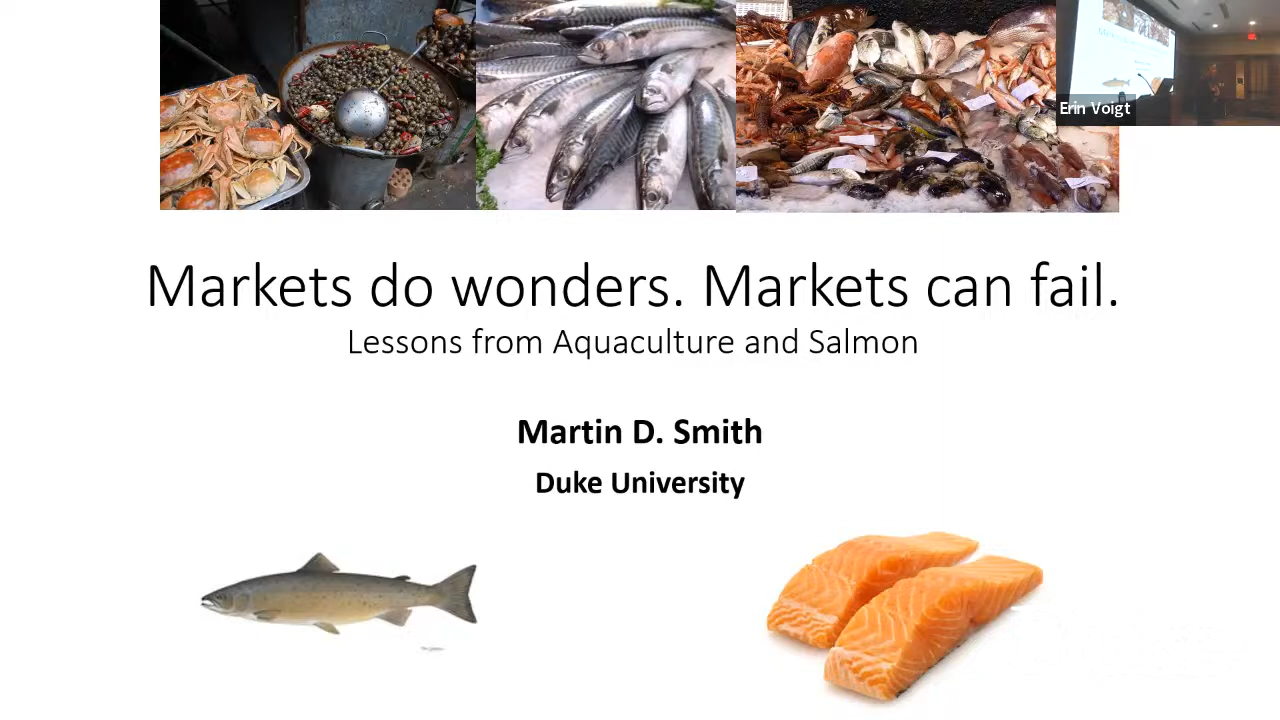 Erin Voigt
Markets do wonders. Markets can fail.
Lessons from Aquaculture and Salmon
Martin D. Smith
Duke University